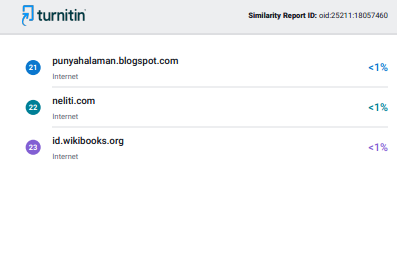 turnitin
Similarity Report ID: oid:25211:18057460
21
punyahalaman.blogspot.com
<1%
Internet
22
neliti.com
<1%
Internet
23
id.wikibooks.org
<1%
Internet